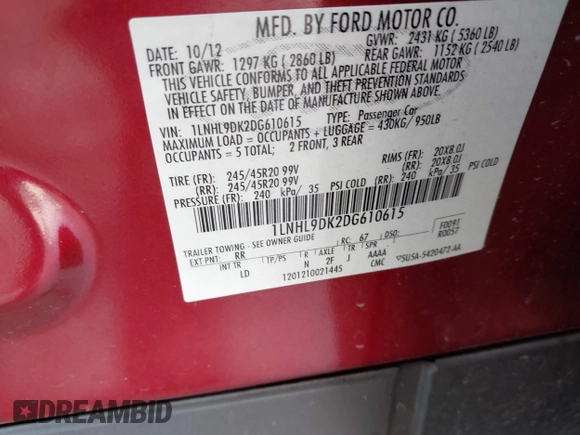 MFD. BY FORD MOTOR CO.
DATE: 10/12
GVWR: 2431 KG ( 5360 LB)
FRONT GAWR: 1297 KG ( 2860 LB)
REAR GAWR: 1152 KG ( 2540 LB)
THIS VEHICLE CONFORMS TO ALL APPLICABLE FEDERAL MOTOR
VEHICLE SAFETY, BUMPER, AND THEFT PREVENTION STANDARDS
IN EFFECT ON THE DATE OF MANUFACTURE SHOWN ABOVE.
VIN: 1LNHL9DK2DG610615 TYPE: Passenger Car
MAXIMUM LOAD = OCCUPANTS + LUGGAGE = 430KG/ 950LB
OCCUPANTS = 5 TOTAL; 2 FRONT, 3 REAR
TIRE (FR): 245/45R20 99V RIMS (FR): 20X8.0J
(RR): 245/45R20 99V (RR): 20X8.0J
PRESSURE (FR): 240 kPa/ 35 PSI COLD (RR): 240 kPa/ 35 PSI COLD
1LNHL9DK2DG610615
TRAILER TOWING - SEE OWNER GUIDE
F0091
R0057
EXT PNT: RR RC: 67 DSO:
INT TR TP/PS R AXLE TR SPR
LD N 2F J AAAA
1201210021445 CMC 5U5A-5420472-AA
DREAMBID